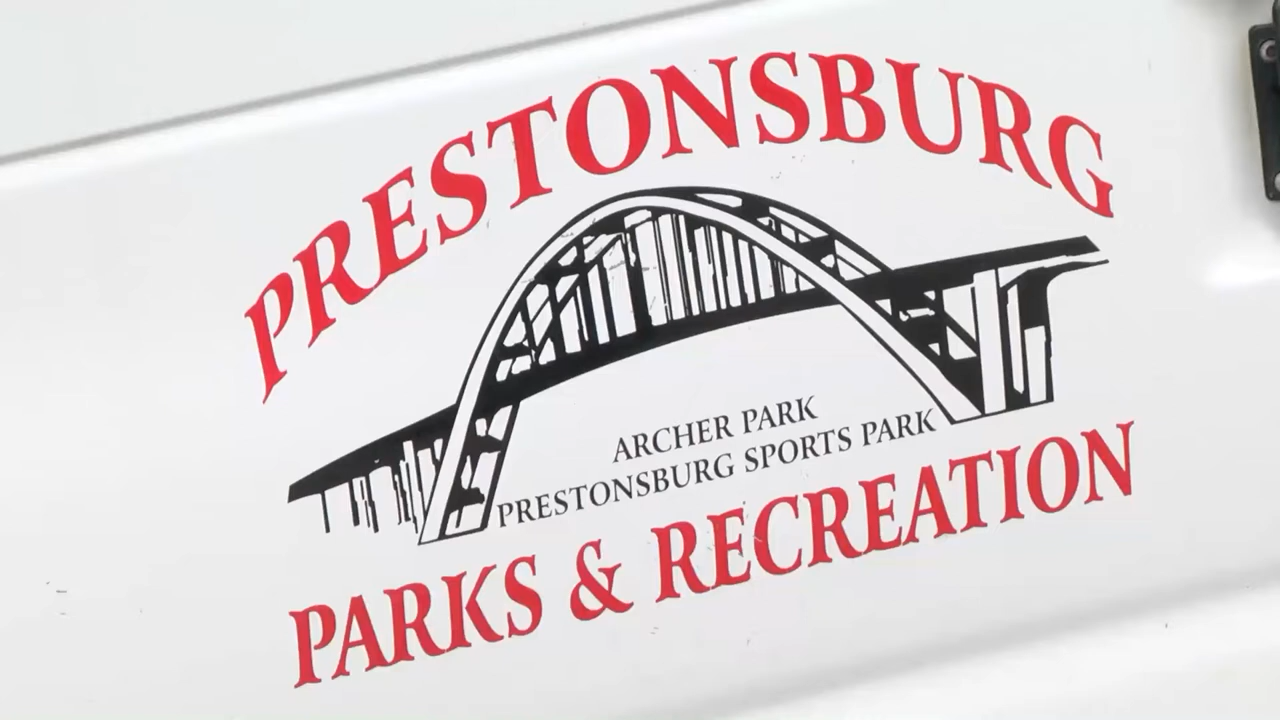 PRESTONSBURG
ARCHER PARK
PRESTONSBURG SPORTS PARK
PARKS & RECREATION